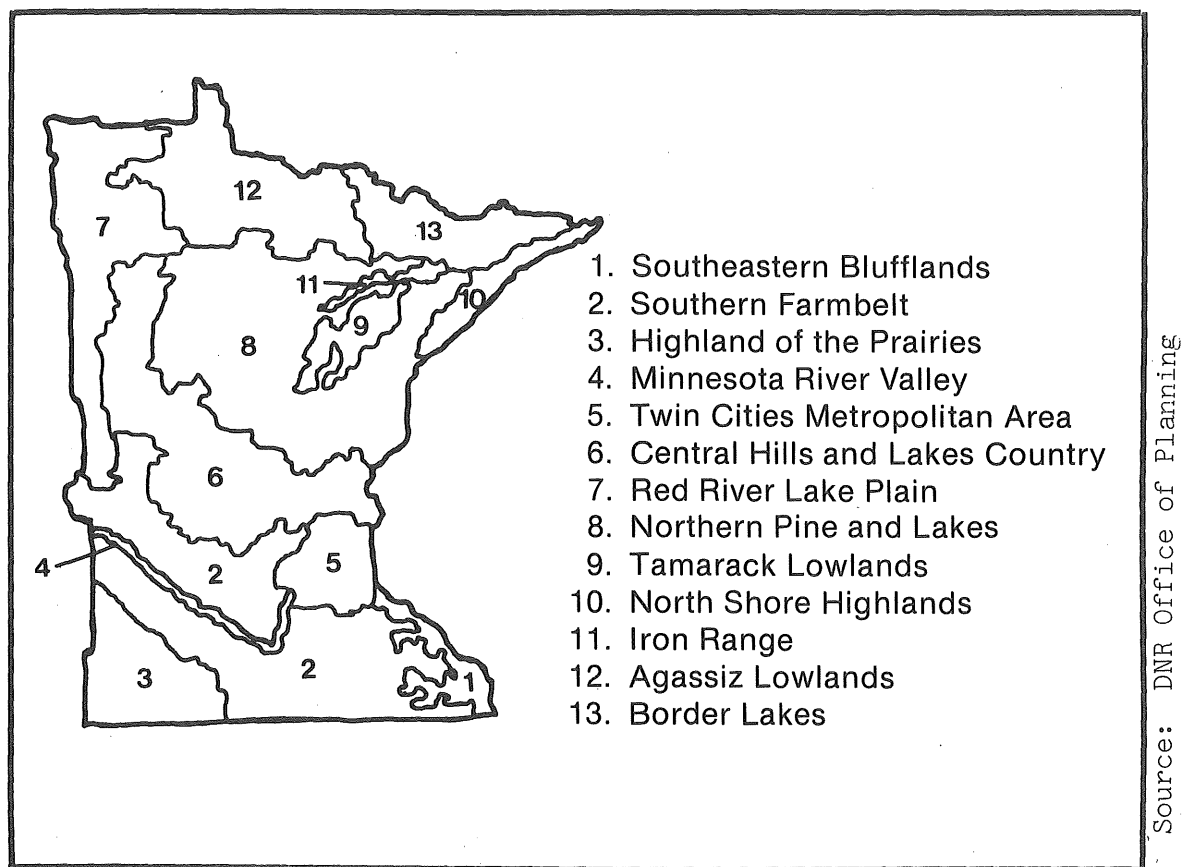 12
7
13
11
10
9
8
6
5
4
2
3
2
1
1. Southeastern Blufflands
2. Southern Farmbelt
3. Highland of the Prairies
4. Minnesota River Valley
5. Twin Cities Metropolitan Area
6. Central Hills and Lakes Country
7. Red River Lake Plain
8. Northern Pine and Lakes
9. Tamarack Lowlands
10. North Shore Highlands
11. Iron Range
12. Agassiz Lowlands
13. Border Lakes
Source: DNR Office of Planning